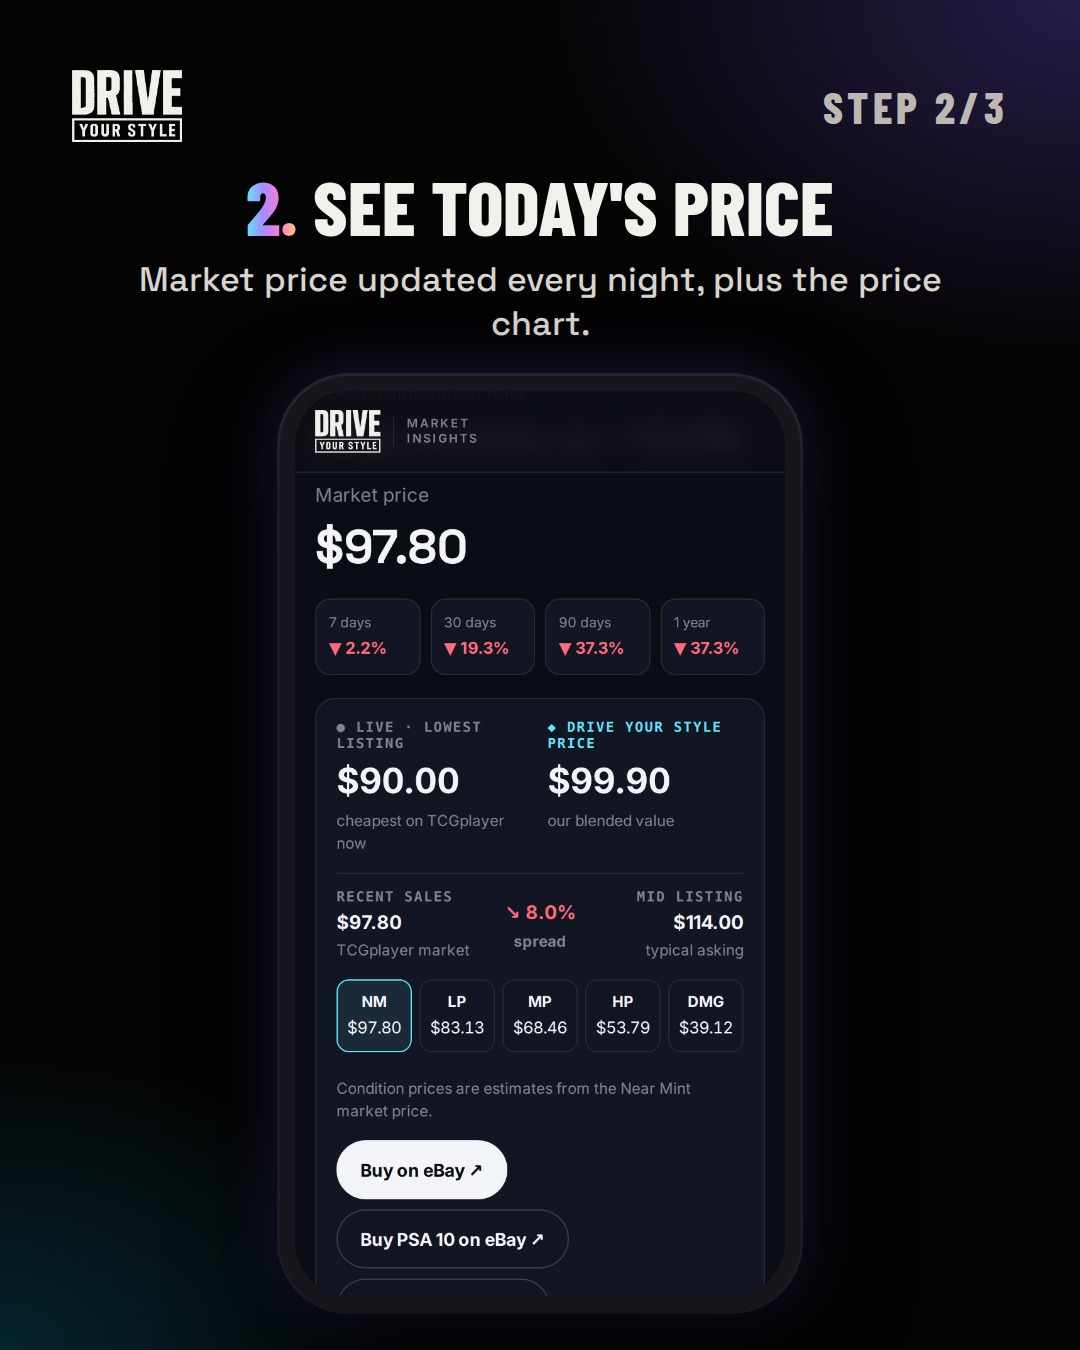 DRIVE
YOUR STYLE
STEP 2/3
2. SEE TODAY'S PRICE
Market price updated every night, plus the price
chart.
DRIVE
YOUR STYLE
MARKET
INSIGHTS
Market price
$97.80
7 days
▼ 2.2%
30 days
▼ 19.3%
90 days
▼ 37.3%
1 year
▼ 37.3%
● LIVE · LOWEST
LISTING
$90.00
cheapest on TCGplayer
now
◆ DRIVE YOUR STYLE
PRICE
$99.90
our blended value
RECENT SALES
$97.80
TCGplayer market
↘ 8.0%
spread
MID LISTING
$114.00
typical asking
NM
$97.80
LP
$83.13
MP
$68.46
HP
$53.79
DMG
$39.12
Condition prices are estimates from the Near Mint
market price.
Buy on eBay ↗
Buy PSA 10 on eBay ↗